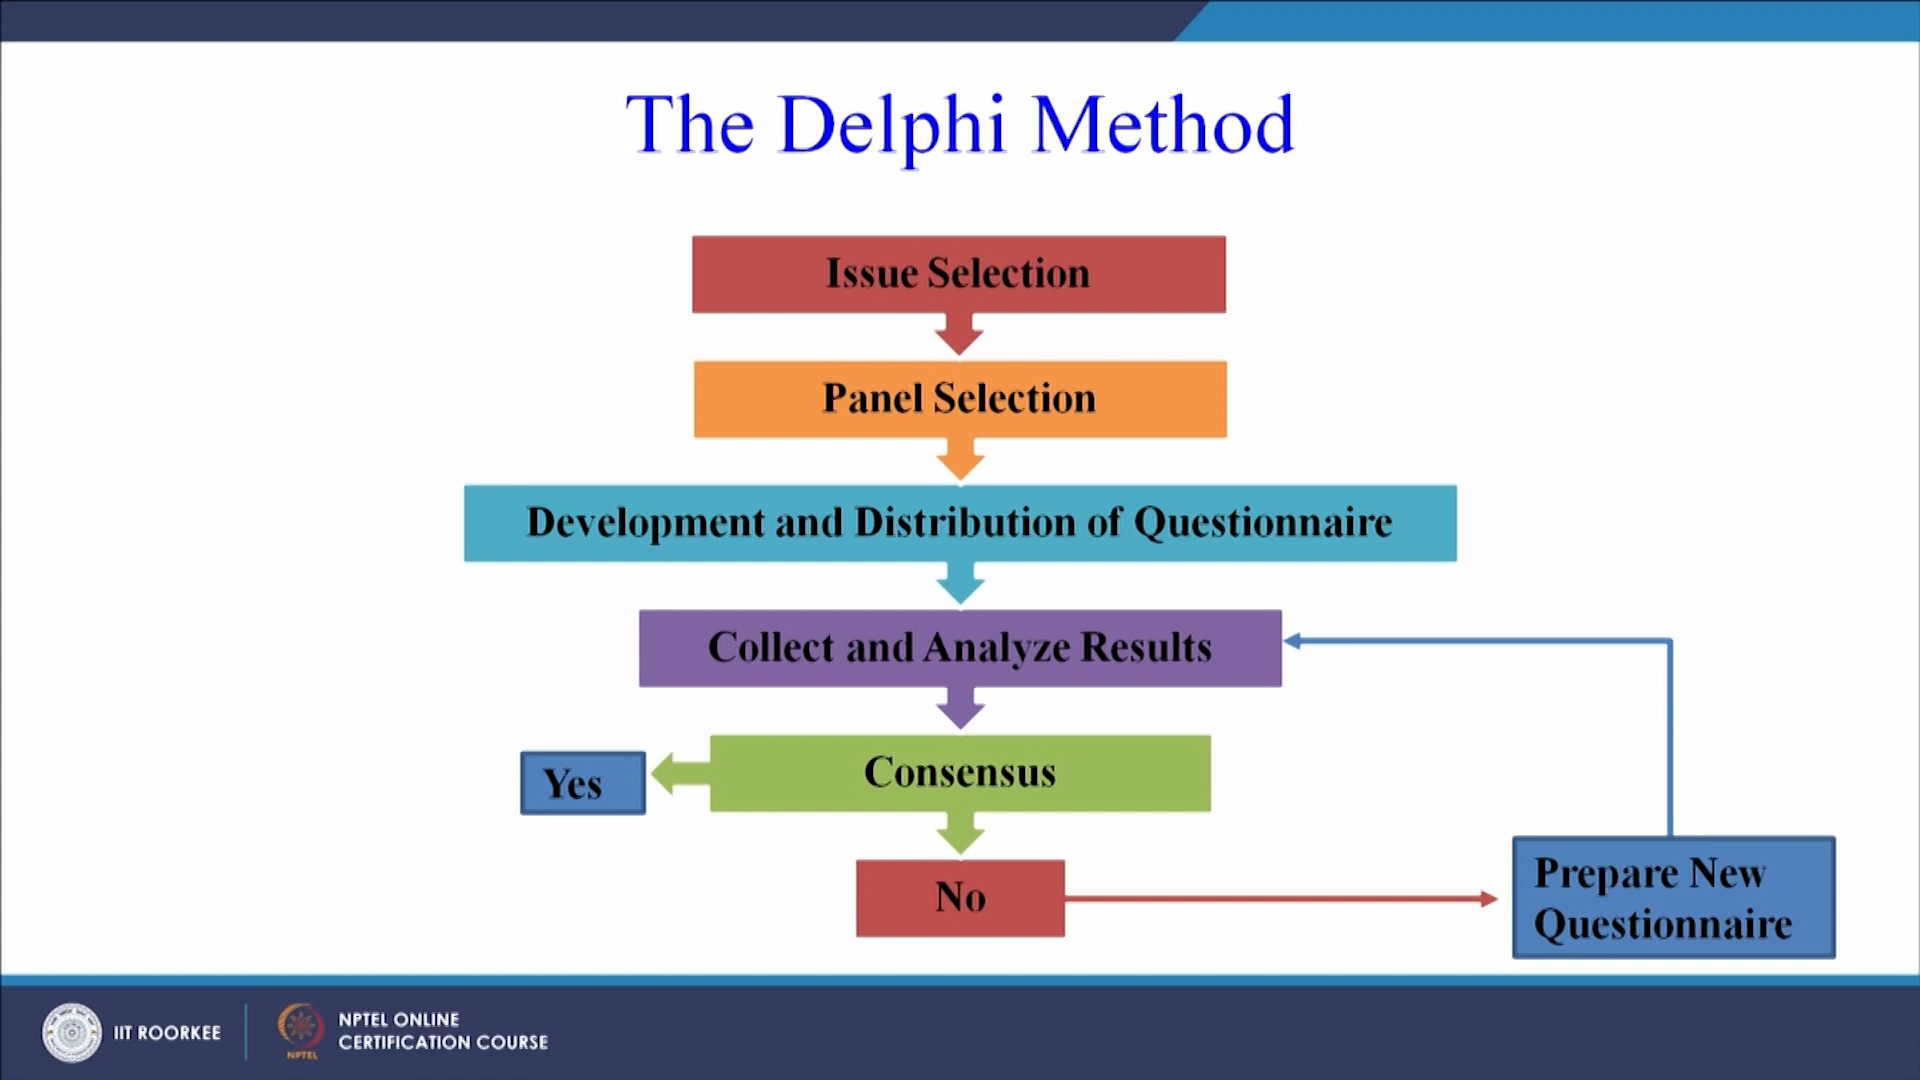 The Delphi Method
Issue Selection
Panel Selection
Development and Distribution of Questionnaire
Collect and Analyze Results
Consensus
Yes
No
Prepare New
Questionnaire
IIT ROORKEE
NPTEL
NPTEL ONLINE
CERTIFICATION COURSE